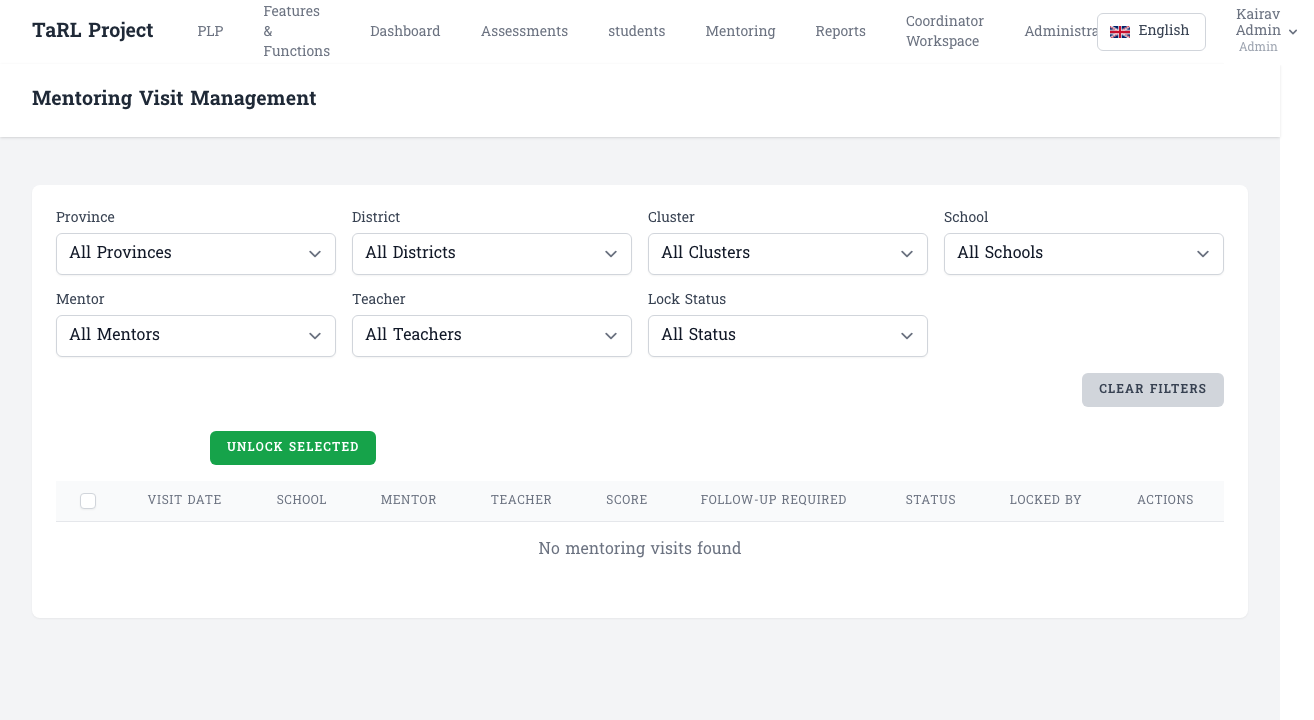 TaRL Project
PLP
Features
&
Functions
Dashboard
Assessments
students
Mentoring
Reports
Coordinator
Workspace
English
Kairav
Admin
Admin
Mentoring Visit Management
Province
District
Cluster
School
All Provinces
All Districts
All Clusters
All Schools
Mentor
Teacher
Lock Status
All Mentors
All Teachers
All Status
CLEAR FILTERS
UNLOCK SELECTED
VISIT DATE
SCHOOL
MENTOR
TEACHER
SCORE
FOLLOW-UP REQUIRED
STATUS
LOCKED BY
ACTIONS
No mentoring visits found